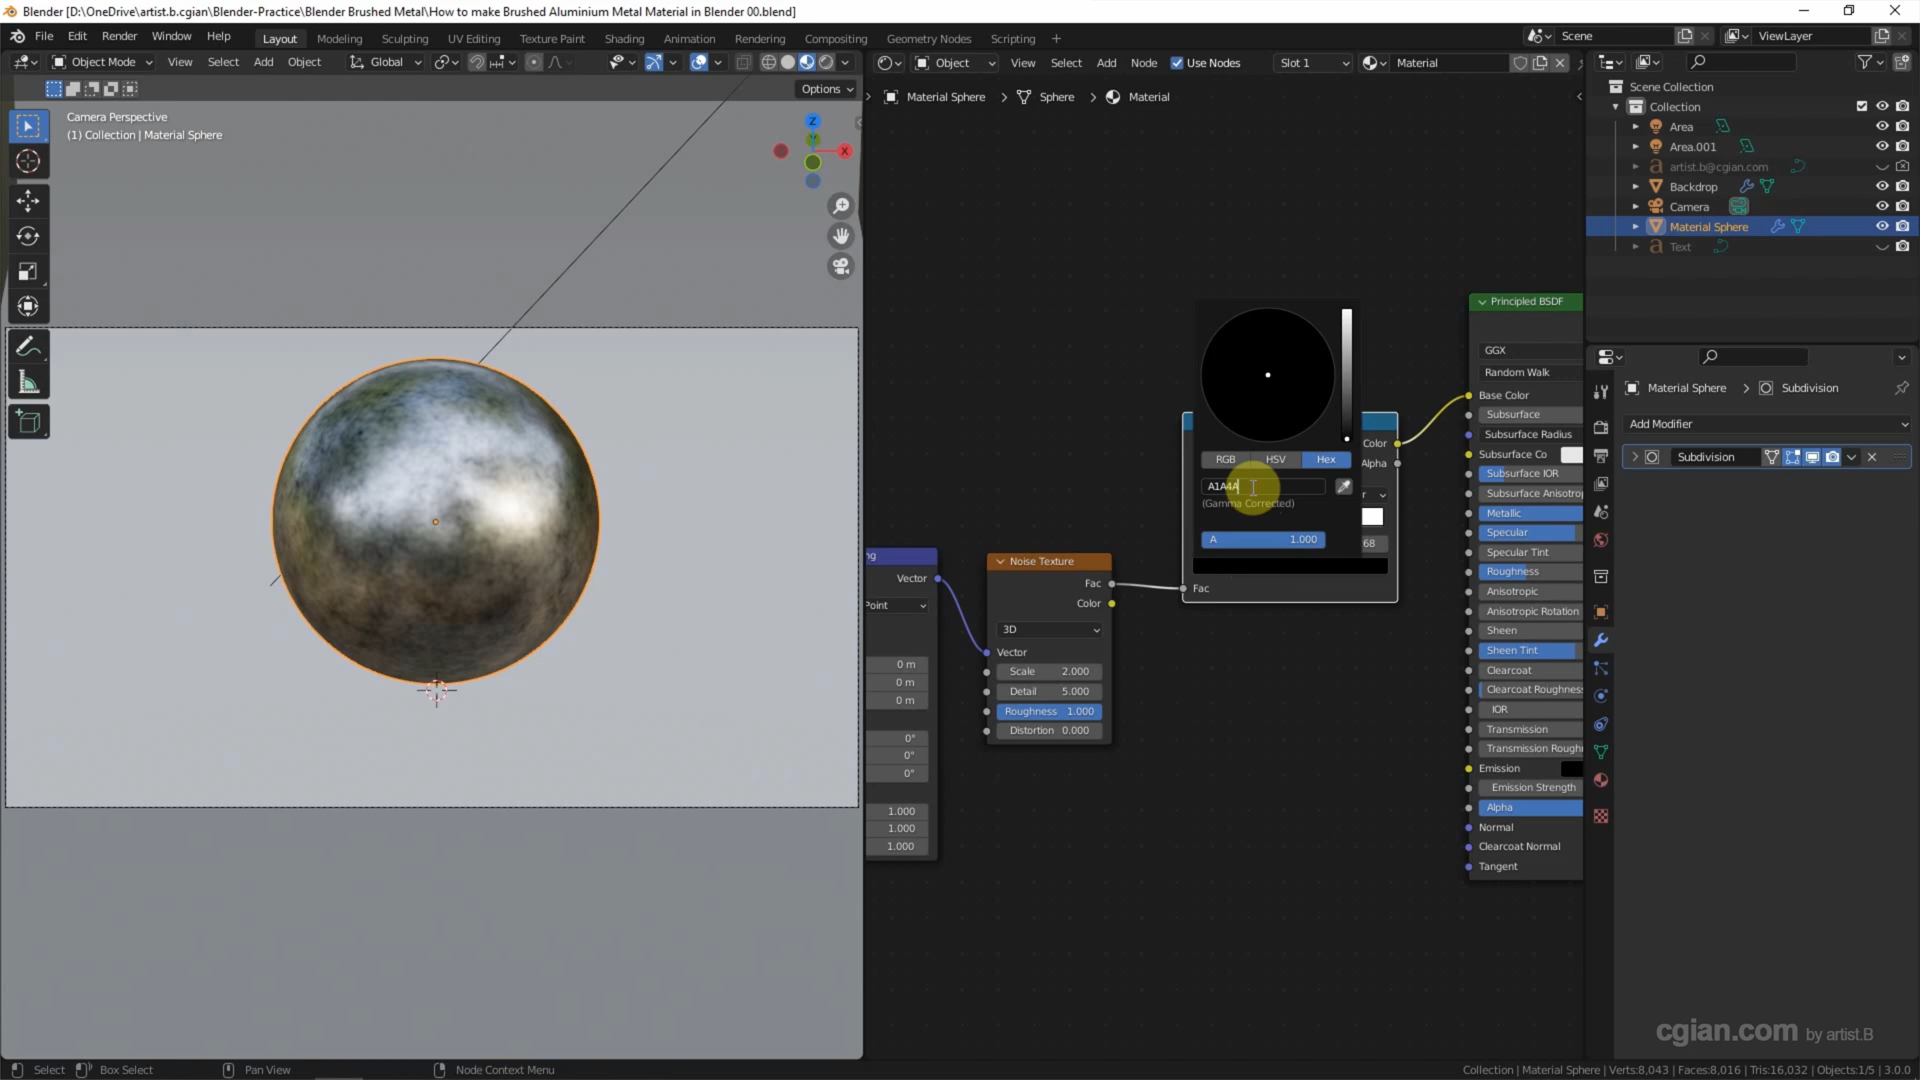 Blender [D:\OneDrive\artist.b.cgian\Blender-Practice\Blender Brushed Metal\How to make Brushed Aluminium Metal Material in Blender 00.blend]
File Edit Render Window Help Layout Modeling Sculpting UV Editing Texture Paint Shading Animation Rendering Compositing Geometry Nodes Scripting + Scene ViewLayer
Object Mode View Select Add Object Global Object View Select Add Node Use Nodes Slot 1 Material
Options
Material Sphere > Sphere > Material
Camera Perspective
(1) Collection | Material Sphere
Z
X
Scene Collection
Collection
Area
Area.001
artist.b@cgian.com
Backdrop
Camera
Material Sphere
Text
Material Sphere > Subdivision
Add Modifier
Subdivision
ng
Vector
Point
0 m
0 m
0 m
0°
0°
0°
1.000
1.000
1.000
Noise Texture
Fac
Color
3D
Vector
Scale 2.000
Detail 5.000
Roughness 1.000
Distortion 0.000
RGB HSV Hex
A1A4A
(Gamma Corrected)
A 1.000
Color
Alpha
r
68
Fac
Principled BSDF
GGX
Random Walk
Base Color
Subsurface
Subsurface Radius
Subsurface Co
Subsurface IOR
Subsurface Anisotrop
Metallic
Specular
Specular Tint
Roughness
Anisotropic
Anisotropic Rotation
Sheen
Sheen Tint
Clearcoat
Clearcoat Roughness
IOR
Transmission
Transmission Rough
Emission
Emission Strength
Alpha
Normal
Clearcoat Normal
Tangent
cgian.com by artist.B
Select Box Select Pan View Node Context Menu Collection | Material Sphere | Verts:8,043 | Faces:8,016 | Tris:16,032 | Objects:1/5 | 3.0.0